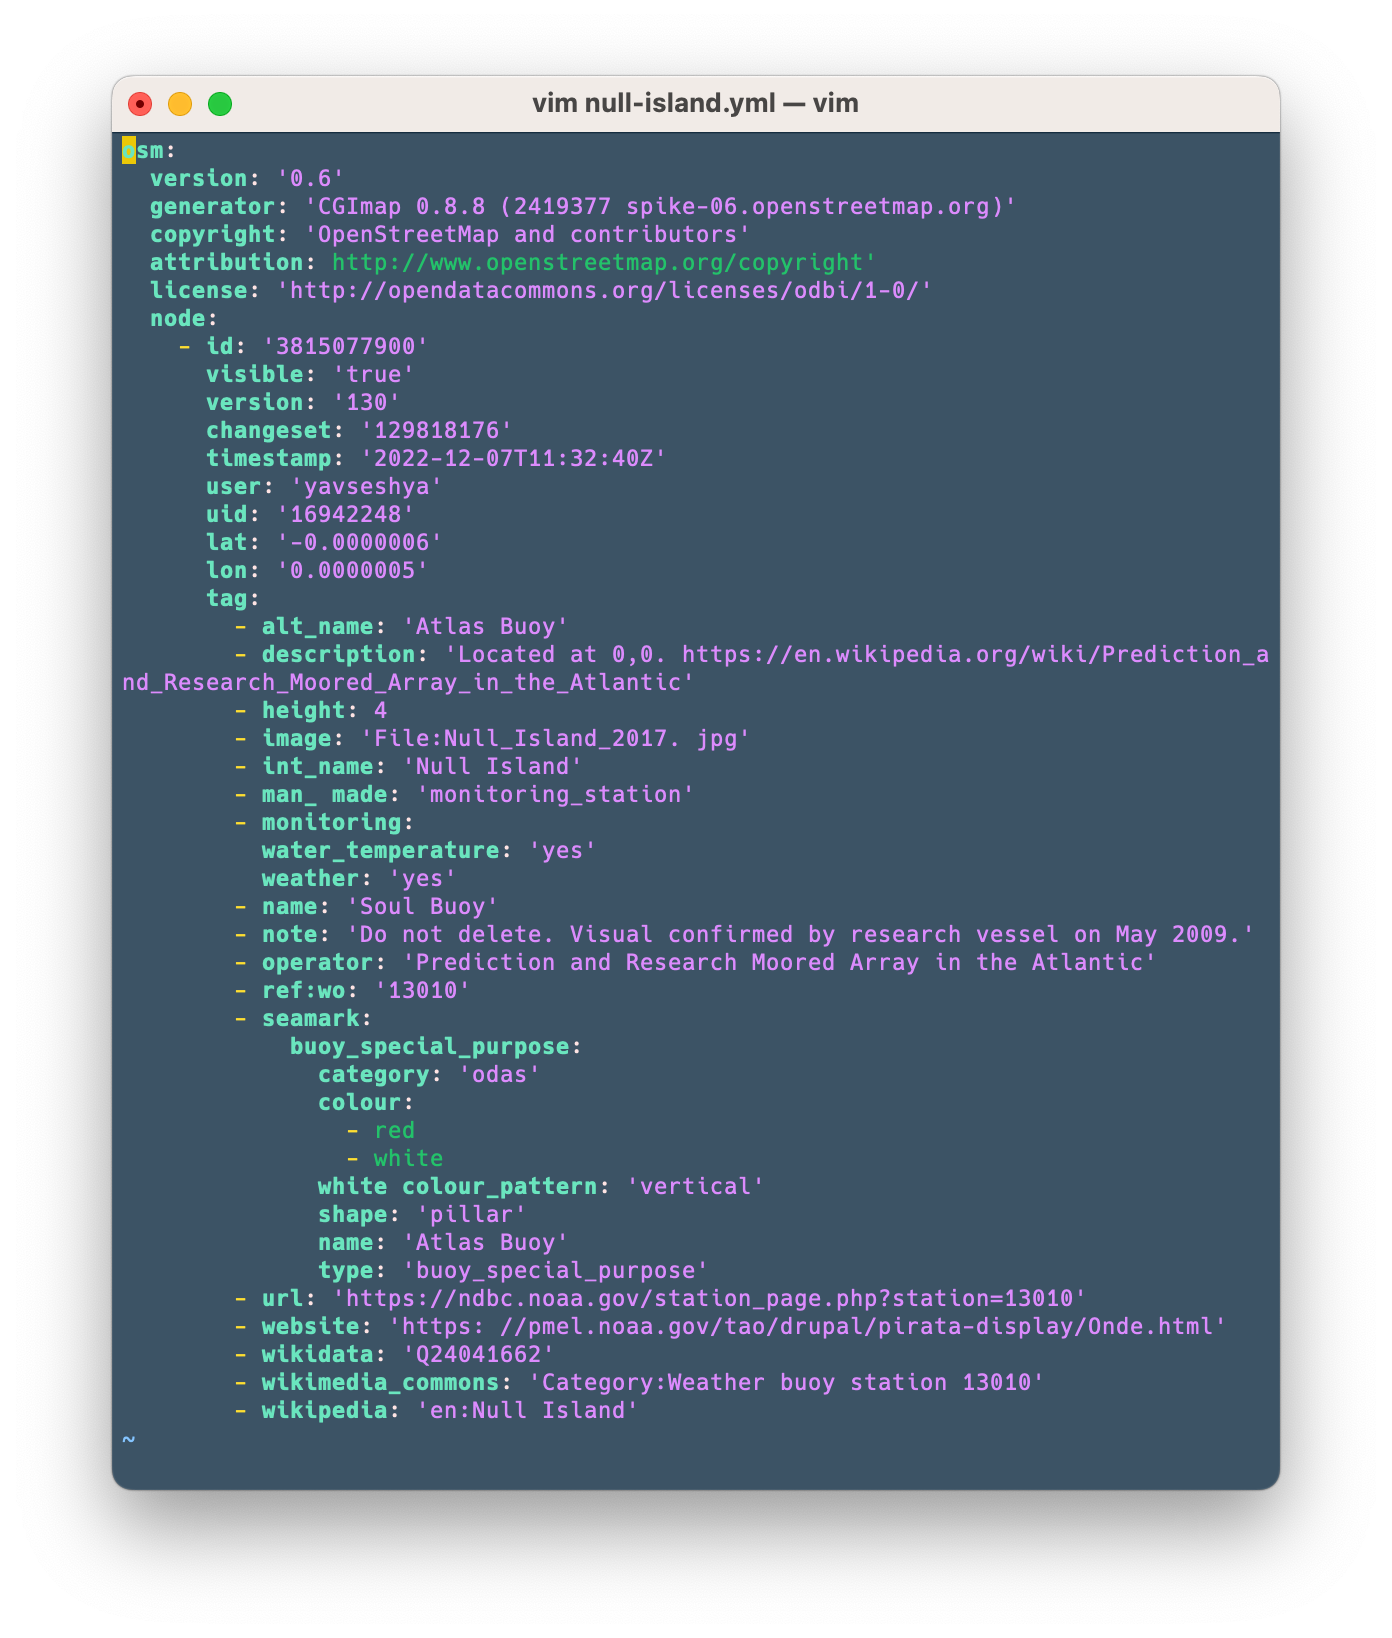 vim null-island.yml — vim
osm:
  version: '0.6'
  generator: 'CGImap 0.8.8 (2419377 spike-06.openstreetmap.org)'
  copyright: 'OpenStreetMap and contributors'
  attribution: http://www.openstreetmap.org/copyright'
  license: 'http://opendatacommons.org/licenses/odbi/1-0/'
  node:
    - id: '3815077900'
      visible: 'true'
      version: '130'
      changeset: '129818176'
      timestamp: '2022-12-07T11:32:40Z'
      user: 'yavseshya'
      uid: '16942248'
      lat: '-0.0000006'
      lon: '0.0000005'
      tag:
        - alt_name: 'Atlas Buoy'
        - description: 'Located at 0,0. https://en.wikipedia.org/wiki/Prediction_a
nd_Research_Moored_Array_in_the_Atlantic'
        - height: 4
        - image: 'File:Null_Island_2017. jpg'
        - int_name: 'Null Island'
        - man_ made: 'monitoring_station'
        - monitoring:
          water_temperature: 'yes'
          weather: 'yes'
        - name: 'Soul Buoy'
        - note: 'Do not delete. Visual confirmed by research vessel on May 2009.'
        - operator: 'Prediction and Research Moored Array in the Atlantic'
        - ref:wo: '13010'
        - seamark:
            buoy_special_purpose:
              category: 'odas'
              colour:
                - red
                - white
              white colour_pattern: 'vertical'
              shape: 'pillar'
              name: 'Atlas Buoy'
              type: 'buoy_special_purpose'
        - url: 'https://ndbc.noaa.gov/station_page.php?station=13010'
        - website: 'https: //pmel.noaa.gov/tao/drupal/pirata-display/Onde.html'
        - wikidata: 'Q24041662'
        - wikimedia_commons: 'Category:Weather buoy station 13010'
        - wikipedia: 'en:Null Island'
~